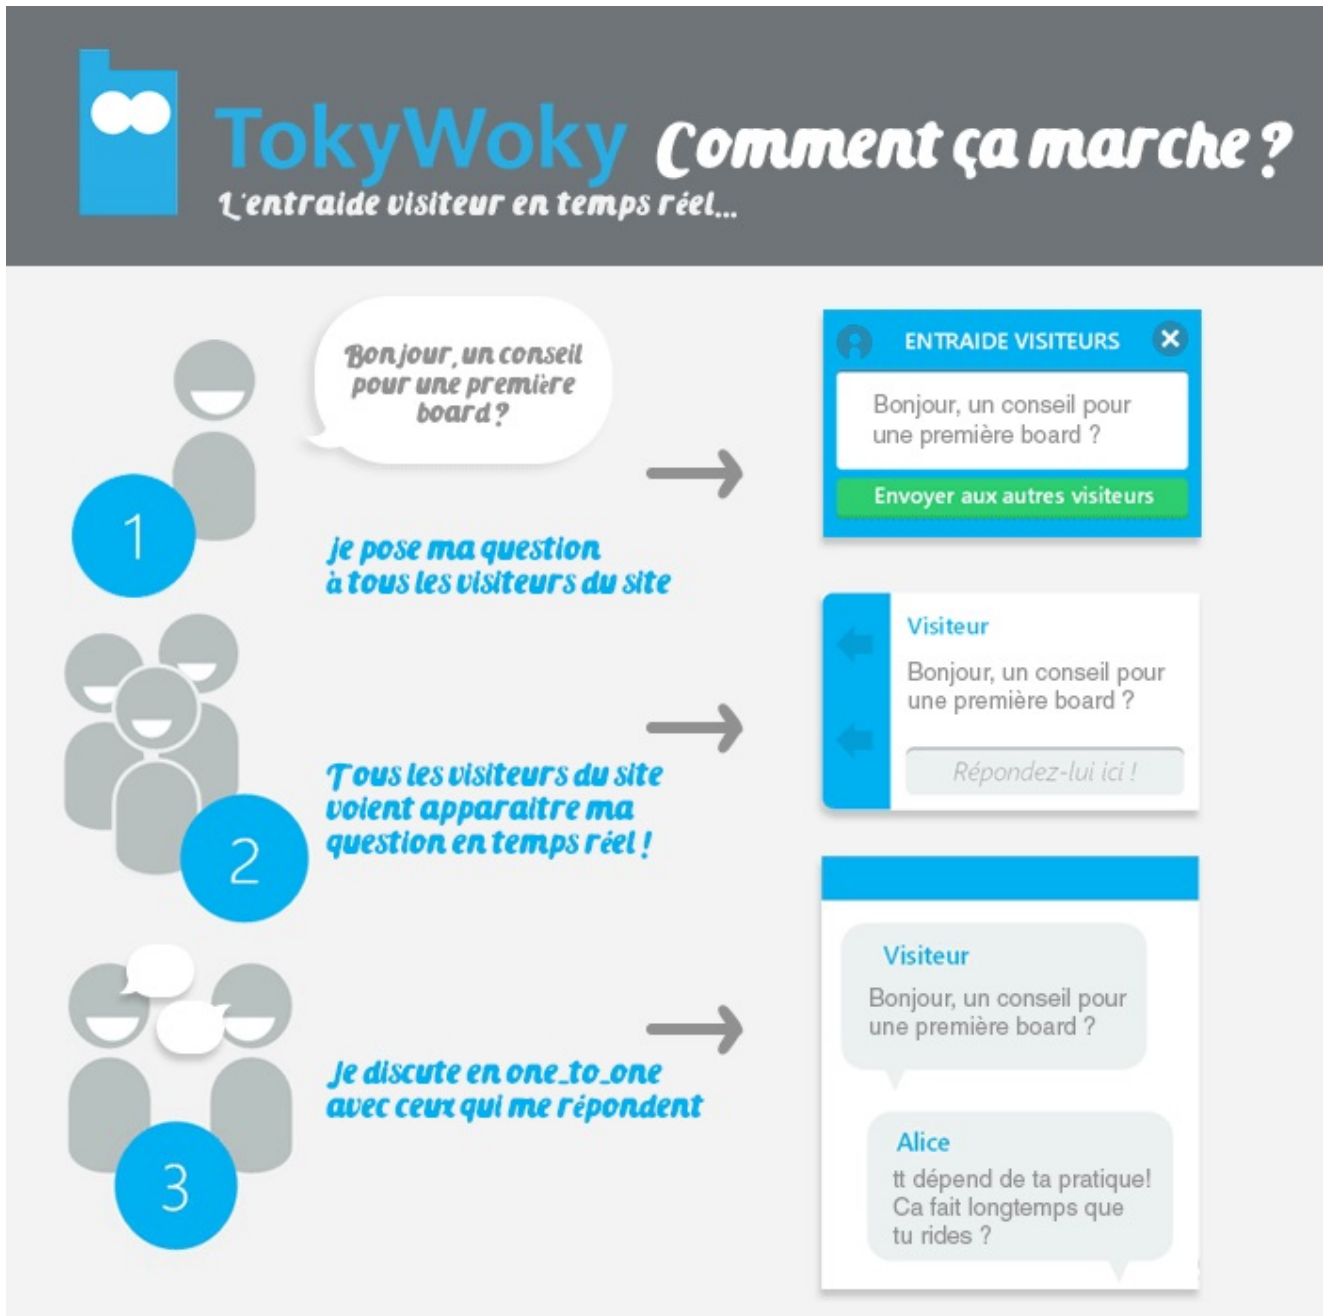 TokyWoky Comment ça marche ?
L'entraide visiteur en temps réel...
Bonjour, un conseil
pour une première
board ?
1
je pose ma question
à tous les visiteurs du site
ENTRAIDE VISITEURS
Bonjour, un conseil pour
une première board ?
Envoyer aux autres visiteurs
2
Tous les visiteurs du site
voient apparaitre ma
question en temps réel !
Visiteur
Bonjour, un conseil pour
une première board ?
Répondez-lui ici !
3
Je discute en one_to_one
avec ceux qui me répondent
Visiteur
Bonjour, un conseil pour
une première board ?
Alice
tt dépend de ta pratique!
Ca fait longtemps que
tu rides ?